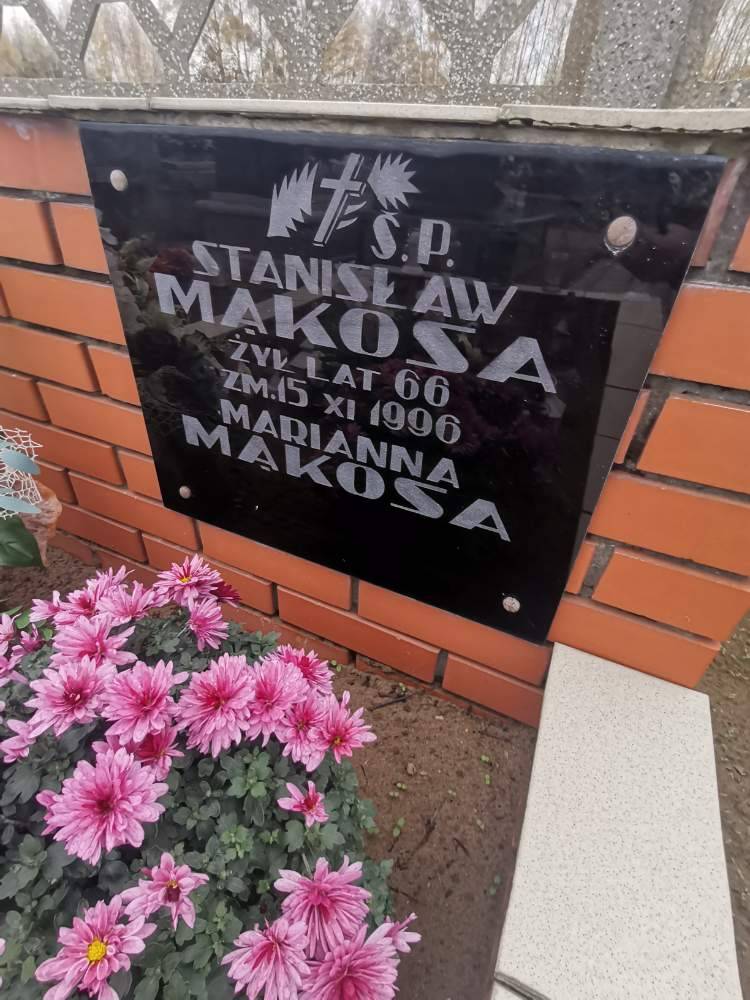 Ś.P.
STANISŁAW
MĄKOSA
ŻYŁ LAT 66
ZM. 15 XI 1996
MARIANNA
MĄKOSA